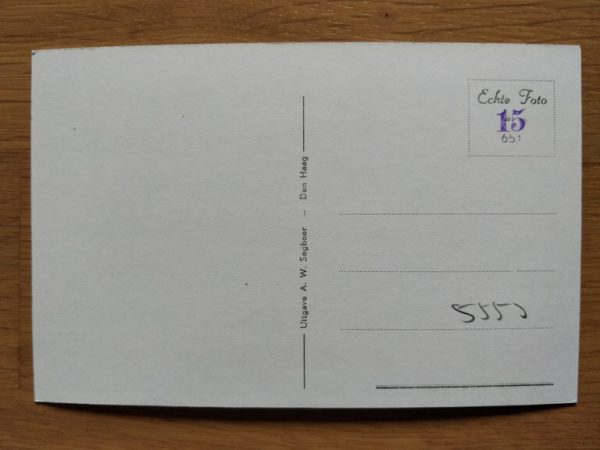 Echte Foto
15
651
Uitgave A. W. Segboer — Den Haag